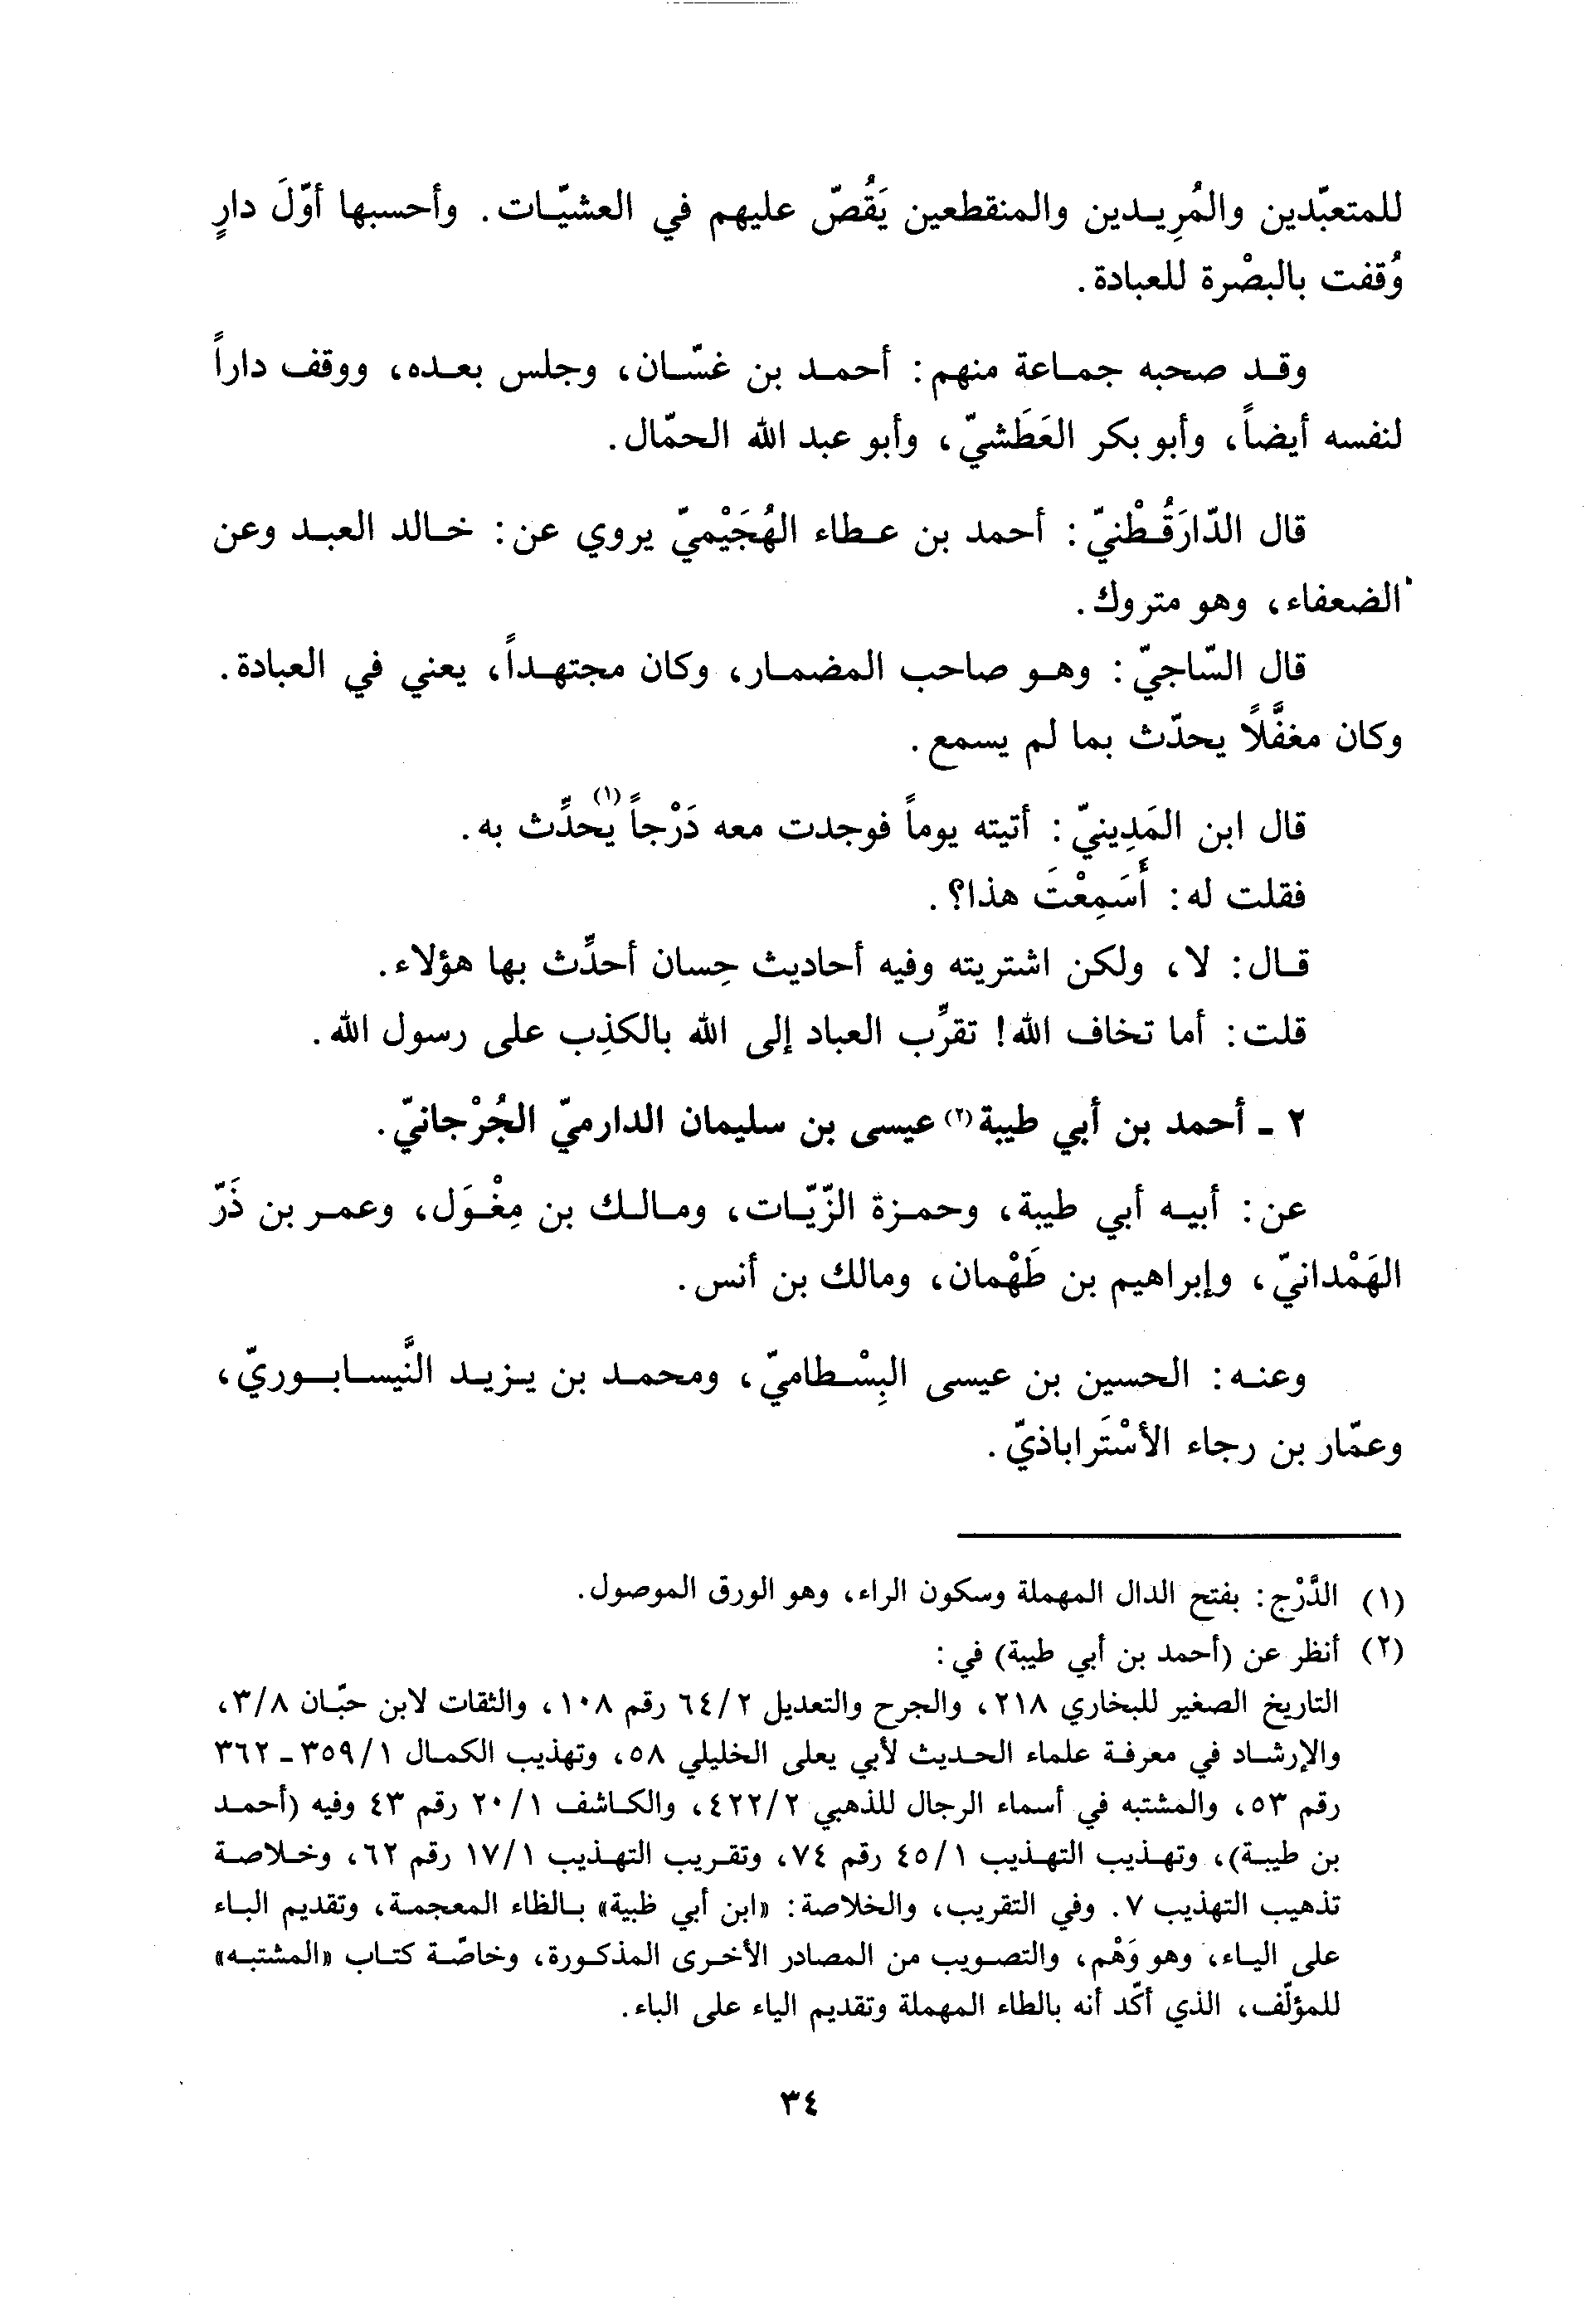 للمتعبّدين والمُرِيدين والمنقطعين يَقُصّ عليهم في العشيّات. وأحسبها أوّلَ دارٍ
وُقفت بالبصْرة للعبادة.
وقد صحبه جماعة منهم: أحمد بن غسّان، وجلس بعده، ووقف داراً
لنفسه أيضاً، وأبو بكر العَطَشيّ، وأبو عبد الله الحمّال.
قال الدّارَقُطْنيّ: أحمد بن عطاء الهُجَيْميّ يروي عن: خالد العبد وعن
الضعفاء، وهو متروك.
قال السّاجيّ: وهو صاحب المضمار، وكان مجتهداً، يعني في العبادة.
وكان مغفَّلاً يحدّث بما لم يسمع.
قال ابن المَدِينيّ: أتيته يوماً فوجدت معه دَرْجاً(١) يحدِّث به.
فقلت له: أَسَمِعْتَ هذا؟.
قال: لا، ولكن اشتريته وفيه أحاديث حِسان أحدِّث بها هؤلاء.
قلت: أما تخاف الله! تقرِّب العباد إلى الله بالكذِب على رسول الله.
٢ - أحمد بن أبي طيبة(٢) عيسى بن سليمان الدارميّ الجُرْجانيّ.
عن: أبيه أبي طيبة، وحمزة الزّيّات، ومالك بن مِغْوَل، وعمر بن ذَرّ
الهَمْدانيّ، وإبراهيم بن طَهْمان، ومالك بن أنس.
وعنه: الحسين بن عيسى البِسْطاميّ، ومحمد بن يزيد النَّيسابوريّ،
وعمّار بن رجاء الأسْتَراباذيّ.
(١) الدَّرْج: بفتح الدال المهملة وسكون الراء، وهو الورق الموصول.
(٢) أنظر عن (أحمد بن أبي طيبة) في:
التاريخ الصغير للبخاري ٢١٨، والجرح والتعديل ٦٤/٢ رقم ١٠٨، والثقات لابن حبّان ٣/٨،
والإرشاد في معرفة علماء الحديث لأبي يعلى الخليلي ٥٨، وتهذيب الكمال ٣٥٩/١ - ٣٦٢
رقم ٥٣، والمشتبه في أسماء الرجال للذهبي ٤٢٢/٢، والكاشف ٢٠/١ رقم ٤٣ وفيه (أحمد
بن طيبة)، وتهذيب التهذيب ٤٥/١ رقم ٧٤، وتقريب التهذيب ١٧/١ رقم ٦٢، وخلاصة
تذهيب التهذيب ٧. وفي التقريب، والخلاصة: «ابن أبي ظبية» بالظاء المعجمة، وتقديم الباء
على الياء، وهو وَهْم، والتصويب من المصادر الأخرى المذكورة، وخاصّة كتاب «المشتبه»
للمؤلّف، الذي أكّد أنه بالطاء المهملة وتقديم الياء على الباء.
٣٤